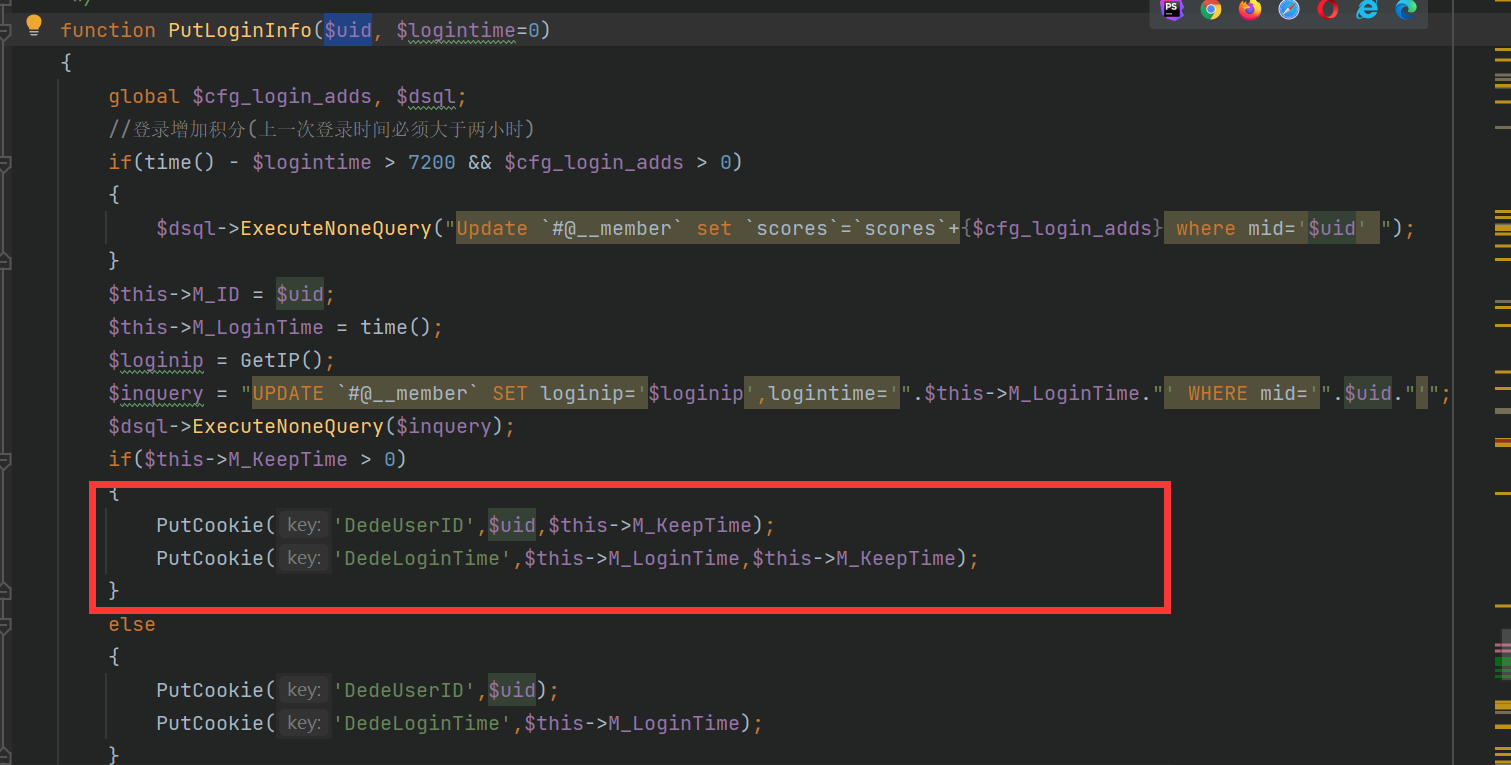 */
function PutLoginInfo($uid, $logintime=0)
{
global $cfg_login_adds, $dsql;
//登录增加积分(上一次登录时间必须大于两小时)
if(time() - $logintime > 7200 && $cfg_login_adds > 0)
{
$dsql->ExecuteNoneQuery("Update `#@__member` set `scores`=`scores`+{$cfg_login_adds} where mid='$uid' ");
}
$this->M_ID = $uid;
$this->M_LoginTime = time();
$loginip = GetIP();
$inquery = "UPDATE `#@__member` SET loginip='$loginip',logintime='".$this->M_LoginTime."' WHERE mid='".$uid."'";
$dsql->ExecuteNoneQuery($inquery);
if($this->M_KeepTime > 0)
{
PutCookie( key: 'DedeUserID',$uid,$this->M_KeepTime);
PutCookie( key: 'DedeLoginTime',$this->M_LoginTime,$this->M_KeepTime);
}
else
{
PutCookie( key: 'DedeUserID',$uid);
PutCookie( key: 'DedeLoginTime',$this->M_LoginTime);
}